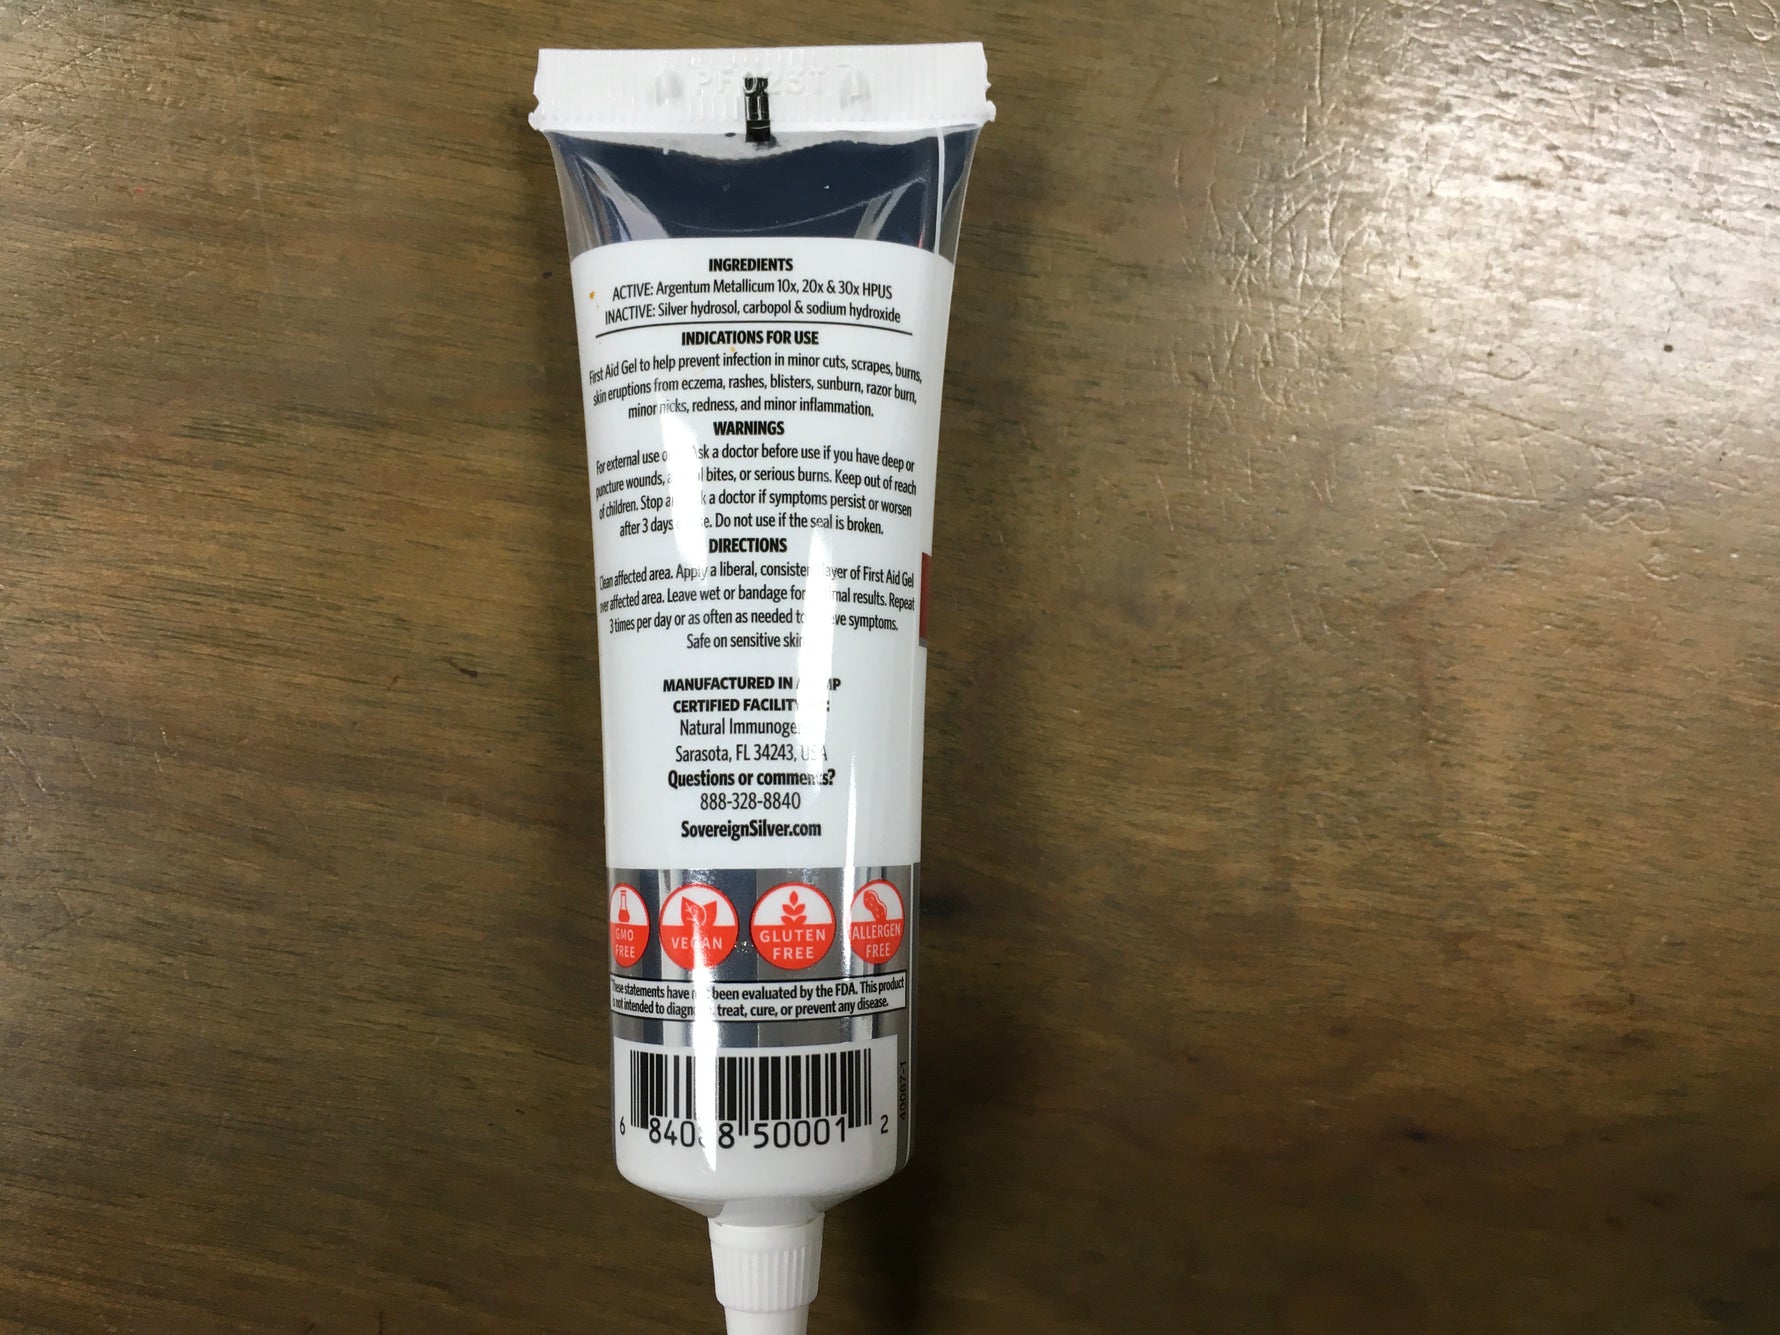 PF023T
INGREDIENTS
ACTIVE: Argentum Metallicum 10x, 20x & 30x HPUS
INACTIVE: Silver hydrosol, carbopol & sodium hydroxide
INDICATIONS FOR USE
First Aid Gel to help prevent infection in minor cuts, scrapes, burns,
skin eruptions from eczema, rashes, blisters, sunburn, razor burn,
minor nicks, redness, and minor inflammation.
WARNINGS
For external use a doctor before use if you have deep or
puncture wounds, bites, or serious burns. Keep out of reach
of children. Stop a doctor if symptoms persist or worsen
after 3 days Do not use if the seal is broken.
DIRECTIONS
Clean affected area. Apply a liberal, layer of First Aid Gel
over affected area. Leave wet or bandage for results. Repeat
3 times per day or as often as needed to symptoms.
Safe on sensitive skin
MANUFACTURED IN
CERTIFIED FACILITY
Natural
Sarasota, FL 34243, USA
Questions or comments?
888-328-8840
SovereignSilver.com
GMO
FREE
VEGAN
GLUTEN
FREE
ALLERGEN
FREE
These statements have been evaluated by the FDA. This product
is not intended to treat, cure, or prevent any disease.
40067-1
6 50001 2